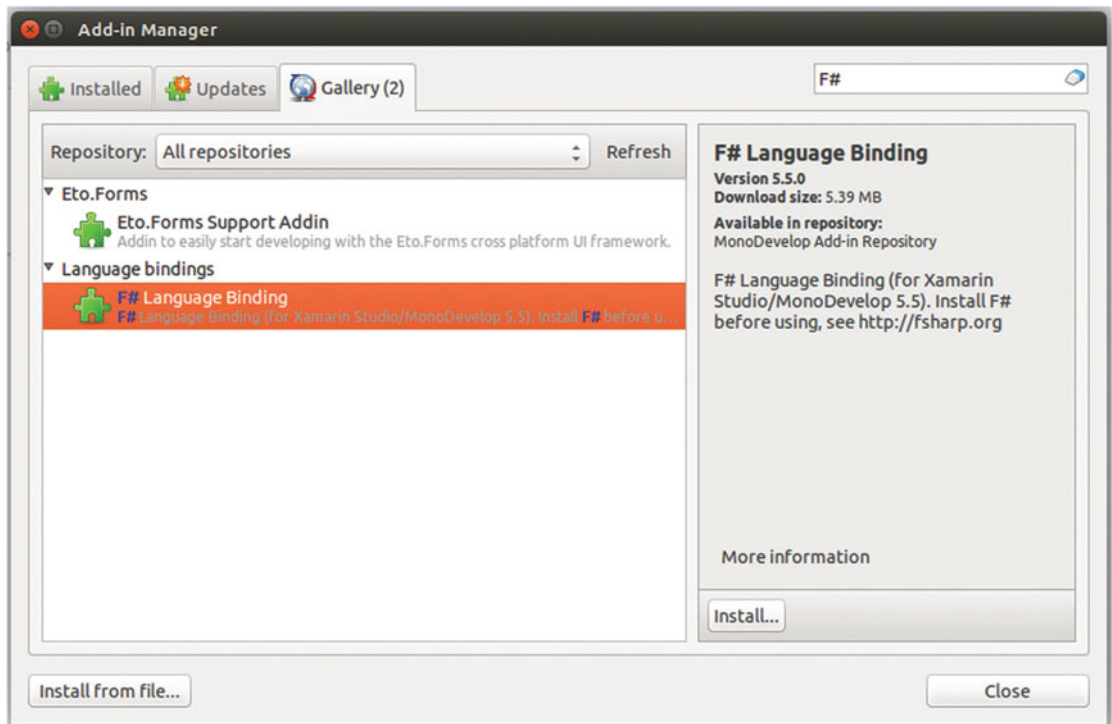 Add-in Manager
Installed
Updates
Gallery (2)
F#
Repository:
All repositories
Refresh
Eto.Forms
Eto.Forms Support Addin
Addin to easily start developing with the Eto.Forms cross platform UI framework.
Language bindings
F# Language Binding
F# Language Binding (for Xamarin Studio/MonoDevelop 5.5). Install F# before u...
F# Language Binding
Version 5.5.0
Download size: 5.39 MB
Available in repository:
MonoDevelop Add-in Repository
F# Language Binding (for Xamarin
Studio/MonoDevelop 5.5). Install F#
before using, see http://fsharp.org
More information
Install...
Install from file...
Close